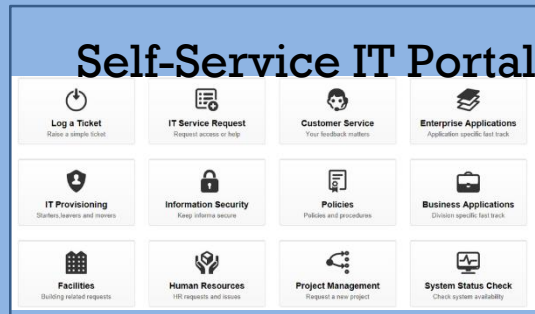 Self-Service IT Portal
Log a Ticket
Raise a simple ticket
IT Service Request
Request access or help
Customer Service
Your feedback matters
Enterprise Applications
Application specific fast track
IT Provisioning
Starters,leavers and movers
Information Security
Keep informa secure
Policies
Policies and procedures
Business Applications
Division specific fast track
Facilities
Building related requests
Human Resources
HR requests and issues
Project Management
Request a new project
System Status Check
Check system availability